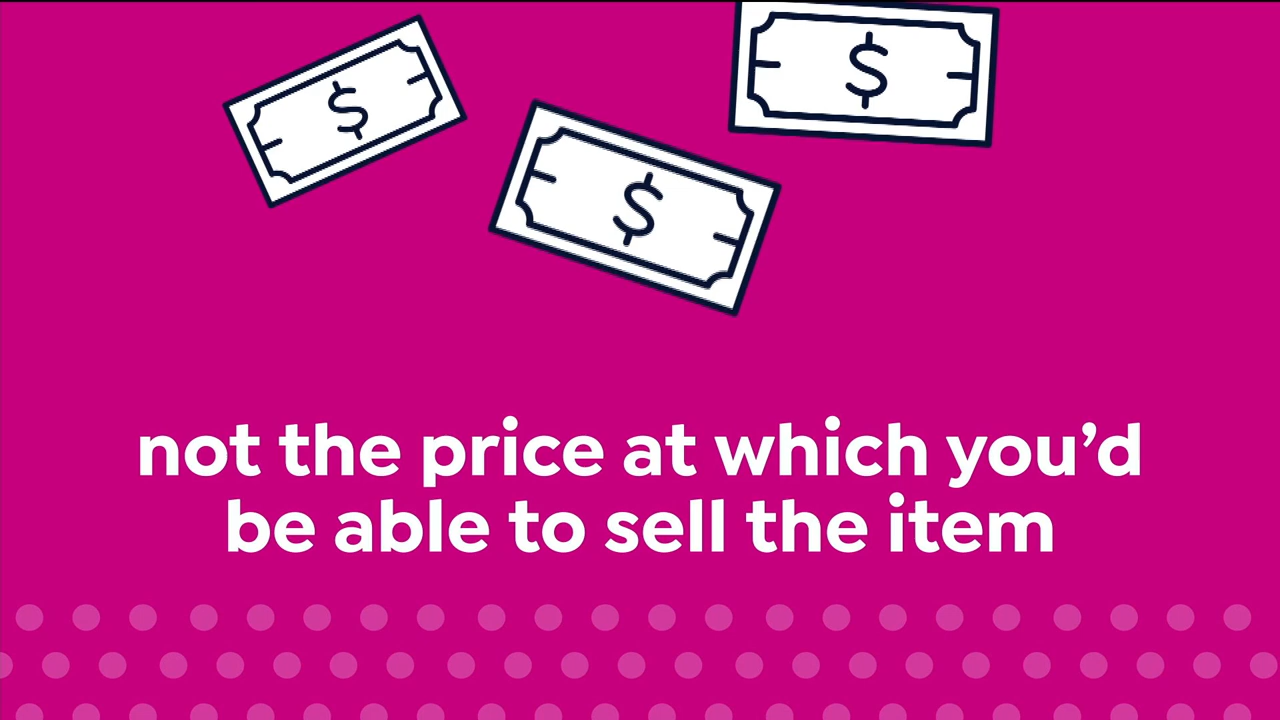 $
$
$
not the price at which you’d
be able to sell the item